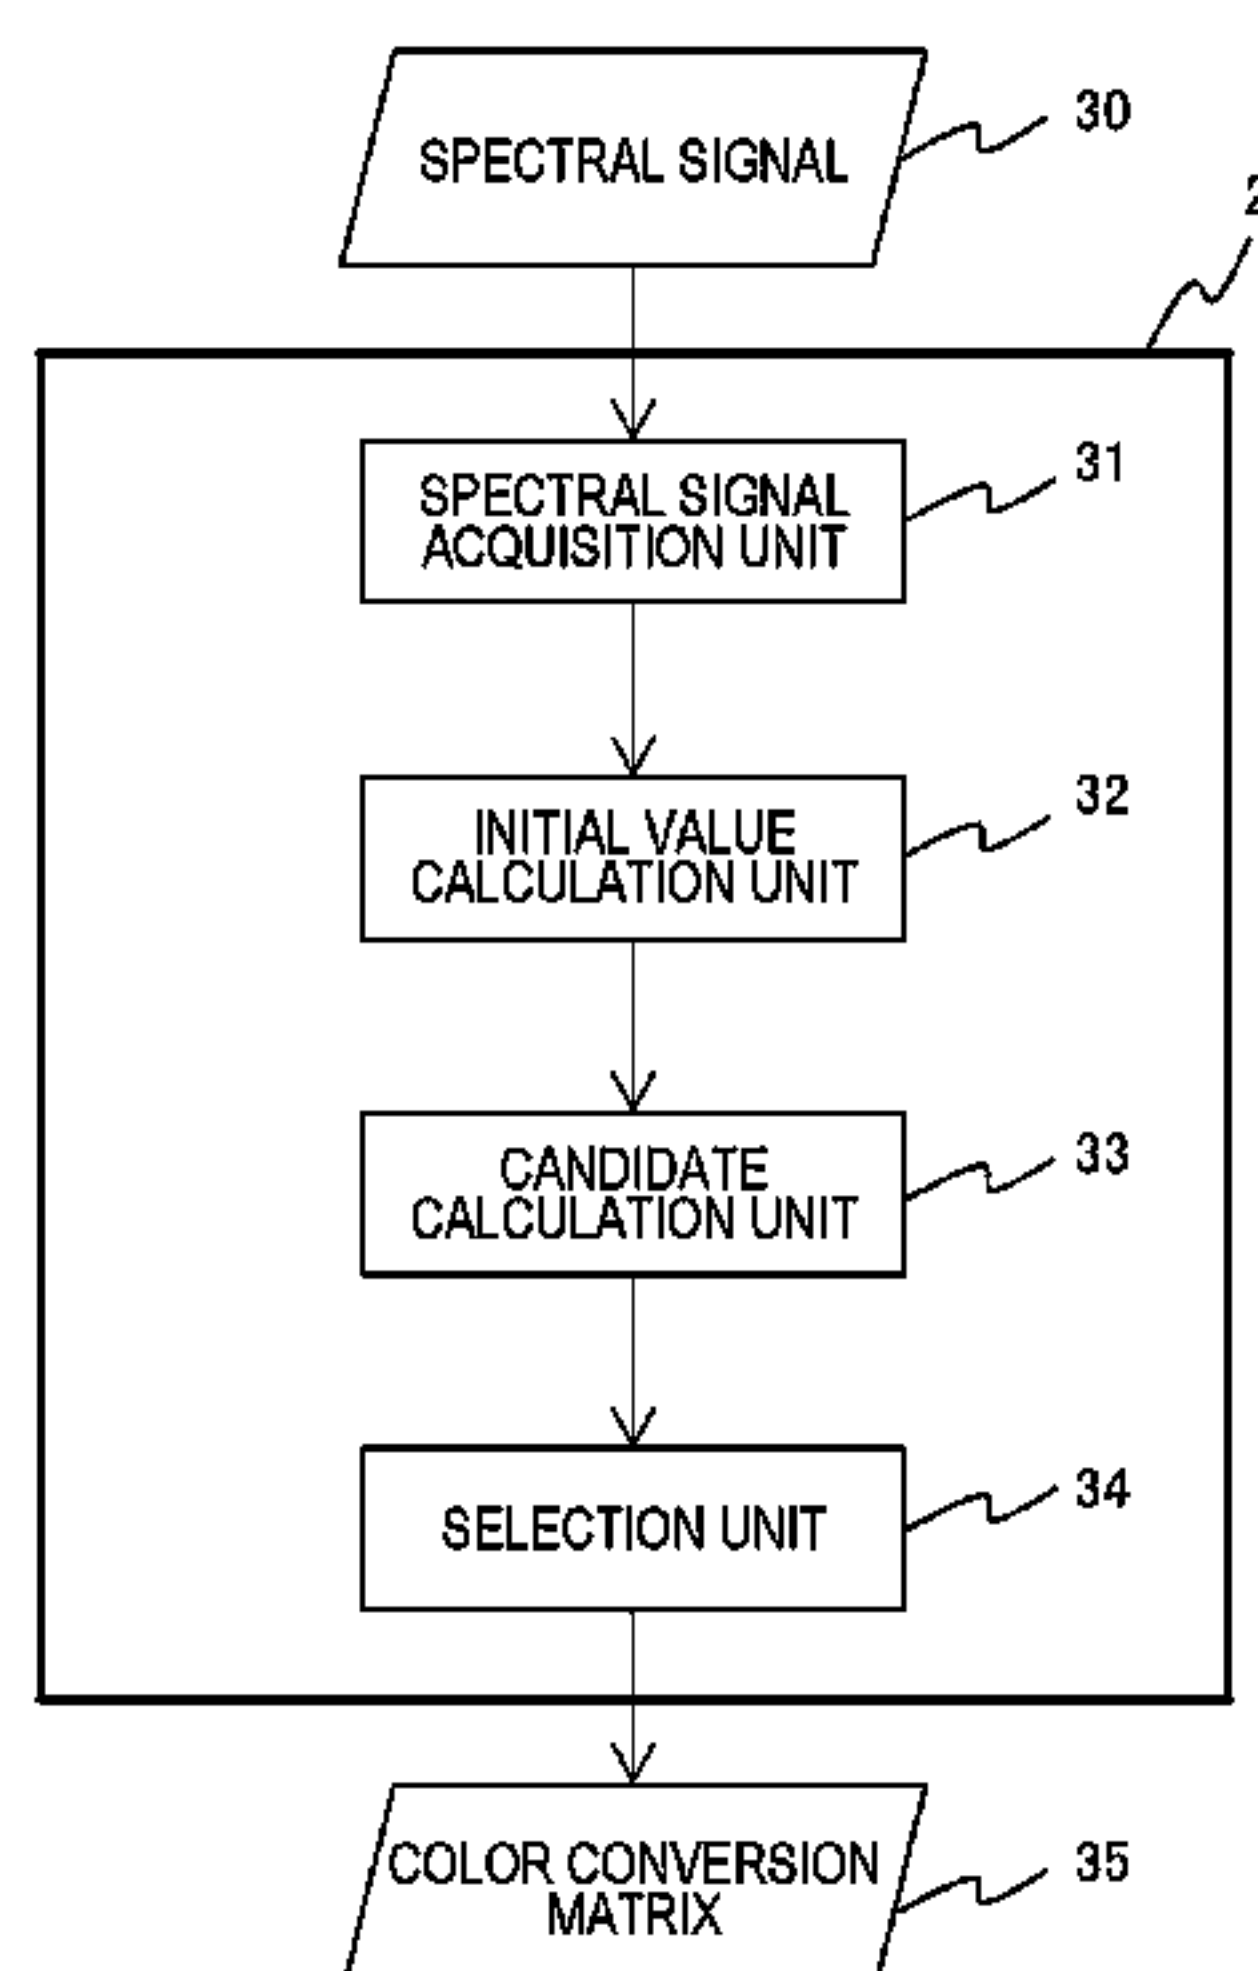 SPECTRAL SIGNAL
30
2
SPECTRAL SIGNAL
ACQUISITION UNIT
31
INITIAL VALUE
CALCULATION UNIT
32
CANDIDATE
CALCULATION UNIT
33
SELECTION UNIT
34
COLOR CONVERSION
MATRIX
35